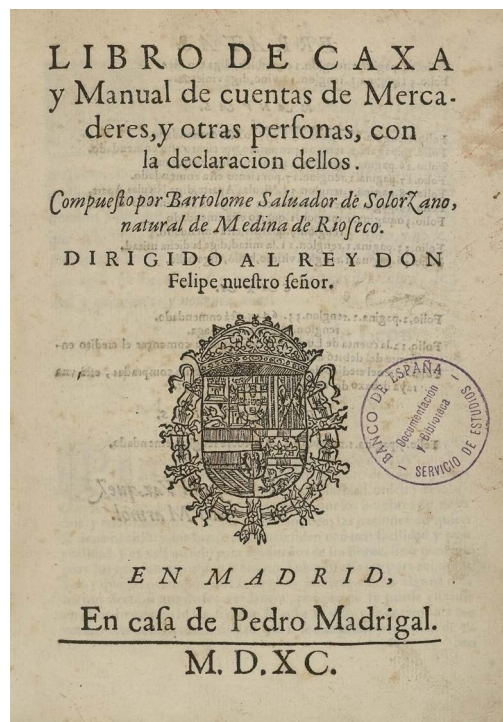 LIBRO DE CAXA
y Manual de cuentas de Merca-
deres, y otras perſonas, con
la declaracion dellos.
Compueſto por Bartolome Saluador de Solorzano,
natural de Medina de Rioſeco.
DIRIGIDO AL REY DON
Felipe nueſtro ſeñor.
BANCO DE ESPAÑA
Documentación
y Biblioteca
- SERVICIO DE ESTUDIOS -
EN MADRID,
En caſa de Pedro Madrigal.
M. D. XC.